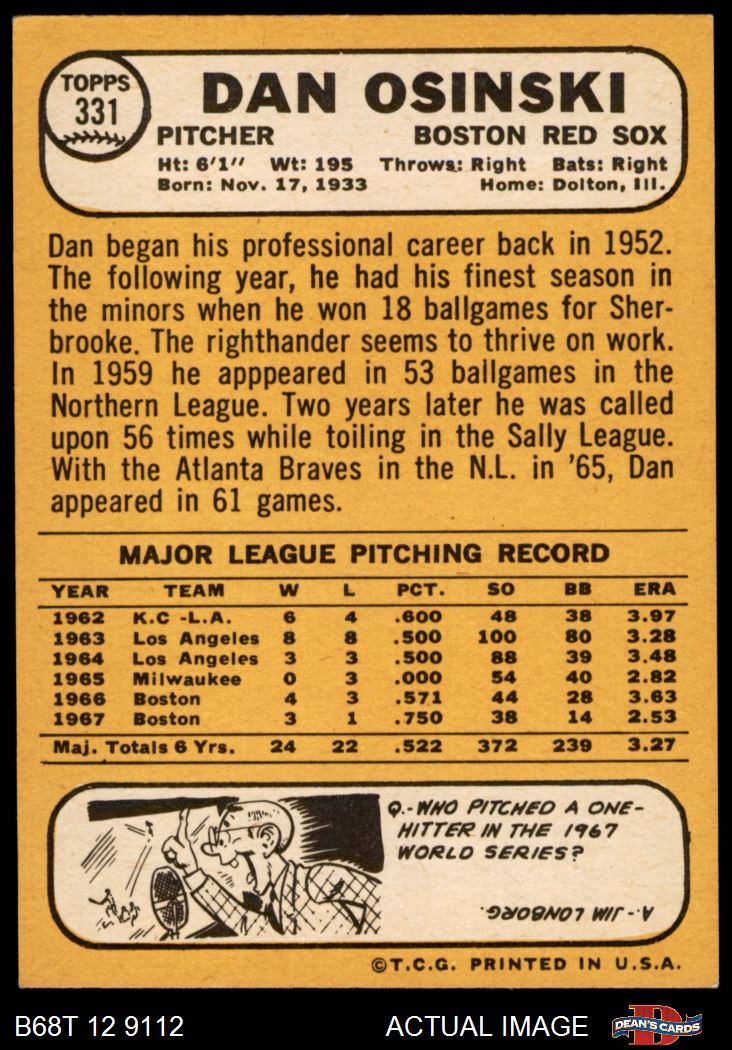 TOPPS
331
DAN OSINSKI
PITCHER BOSTON RED SOX
Ht: 6'1" Wt: 195 Throws: Right Bats: Right
Born: Nov. 17, 1933 Home: Dolton, Ill.
Dan began his professional career back in 1952.
The following year, he had his finest season in
the minors when he won 18 ballgames for Sher-
brooke. The righthander seems to thrive on work.
In 1959 he apppeared in 53 ballgames in the
Northern League. Two years later he was called
upon 56 times while toiling in the Sally League.
With the Atlanta Braves in the N.L. in '65, Dan
appeared in 61 games.
MAJOR LEAGUE PITCHING RECORD
YEAR TEAM W L PCT. SO BB ERA
1962 K.C -L.A. 6 4 .600 48 38 3.97
1963 Los Angeles 8 8 .500 100 80 3.28
1964 Los Angeles 3 3 .500 88 39 3.48
1965 Milwaukee 0 3 .000 54 40 2.82
1966 Boston 4 3 .571 44 28 3.63
1967 Boston 3 1 .750 38 14 2.53
Maj. Totals 6 Yrs. 24 22 .522 372 239 3.27
Q.-WHO PITCHED A ONE-
HITTER IN THE 1967
WORLD SERIES?
A.- JIM LONBORG
©T.C.G. PRINTED IN U.S.A.
B68T 12 9112 ACTUAL IMAGE DEAN'S CARDS